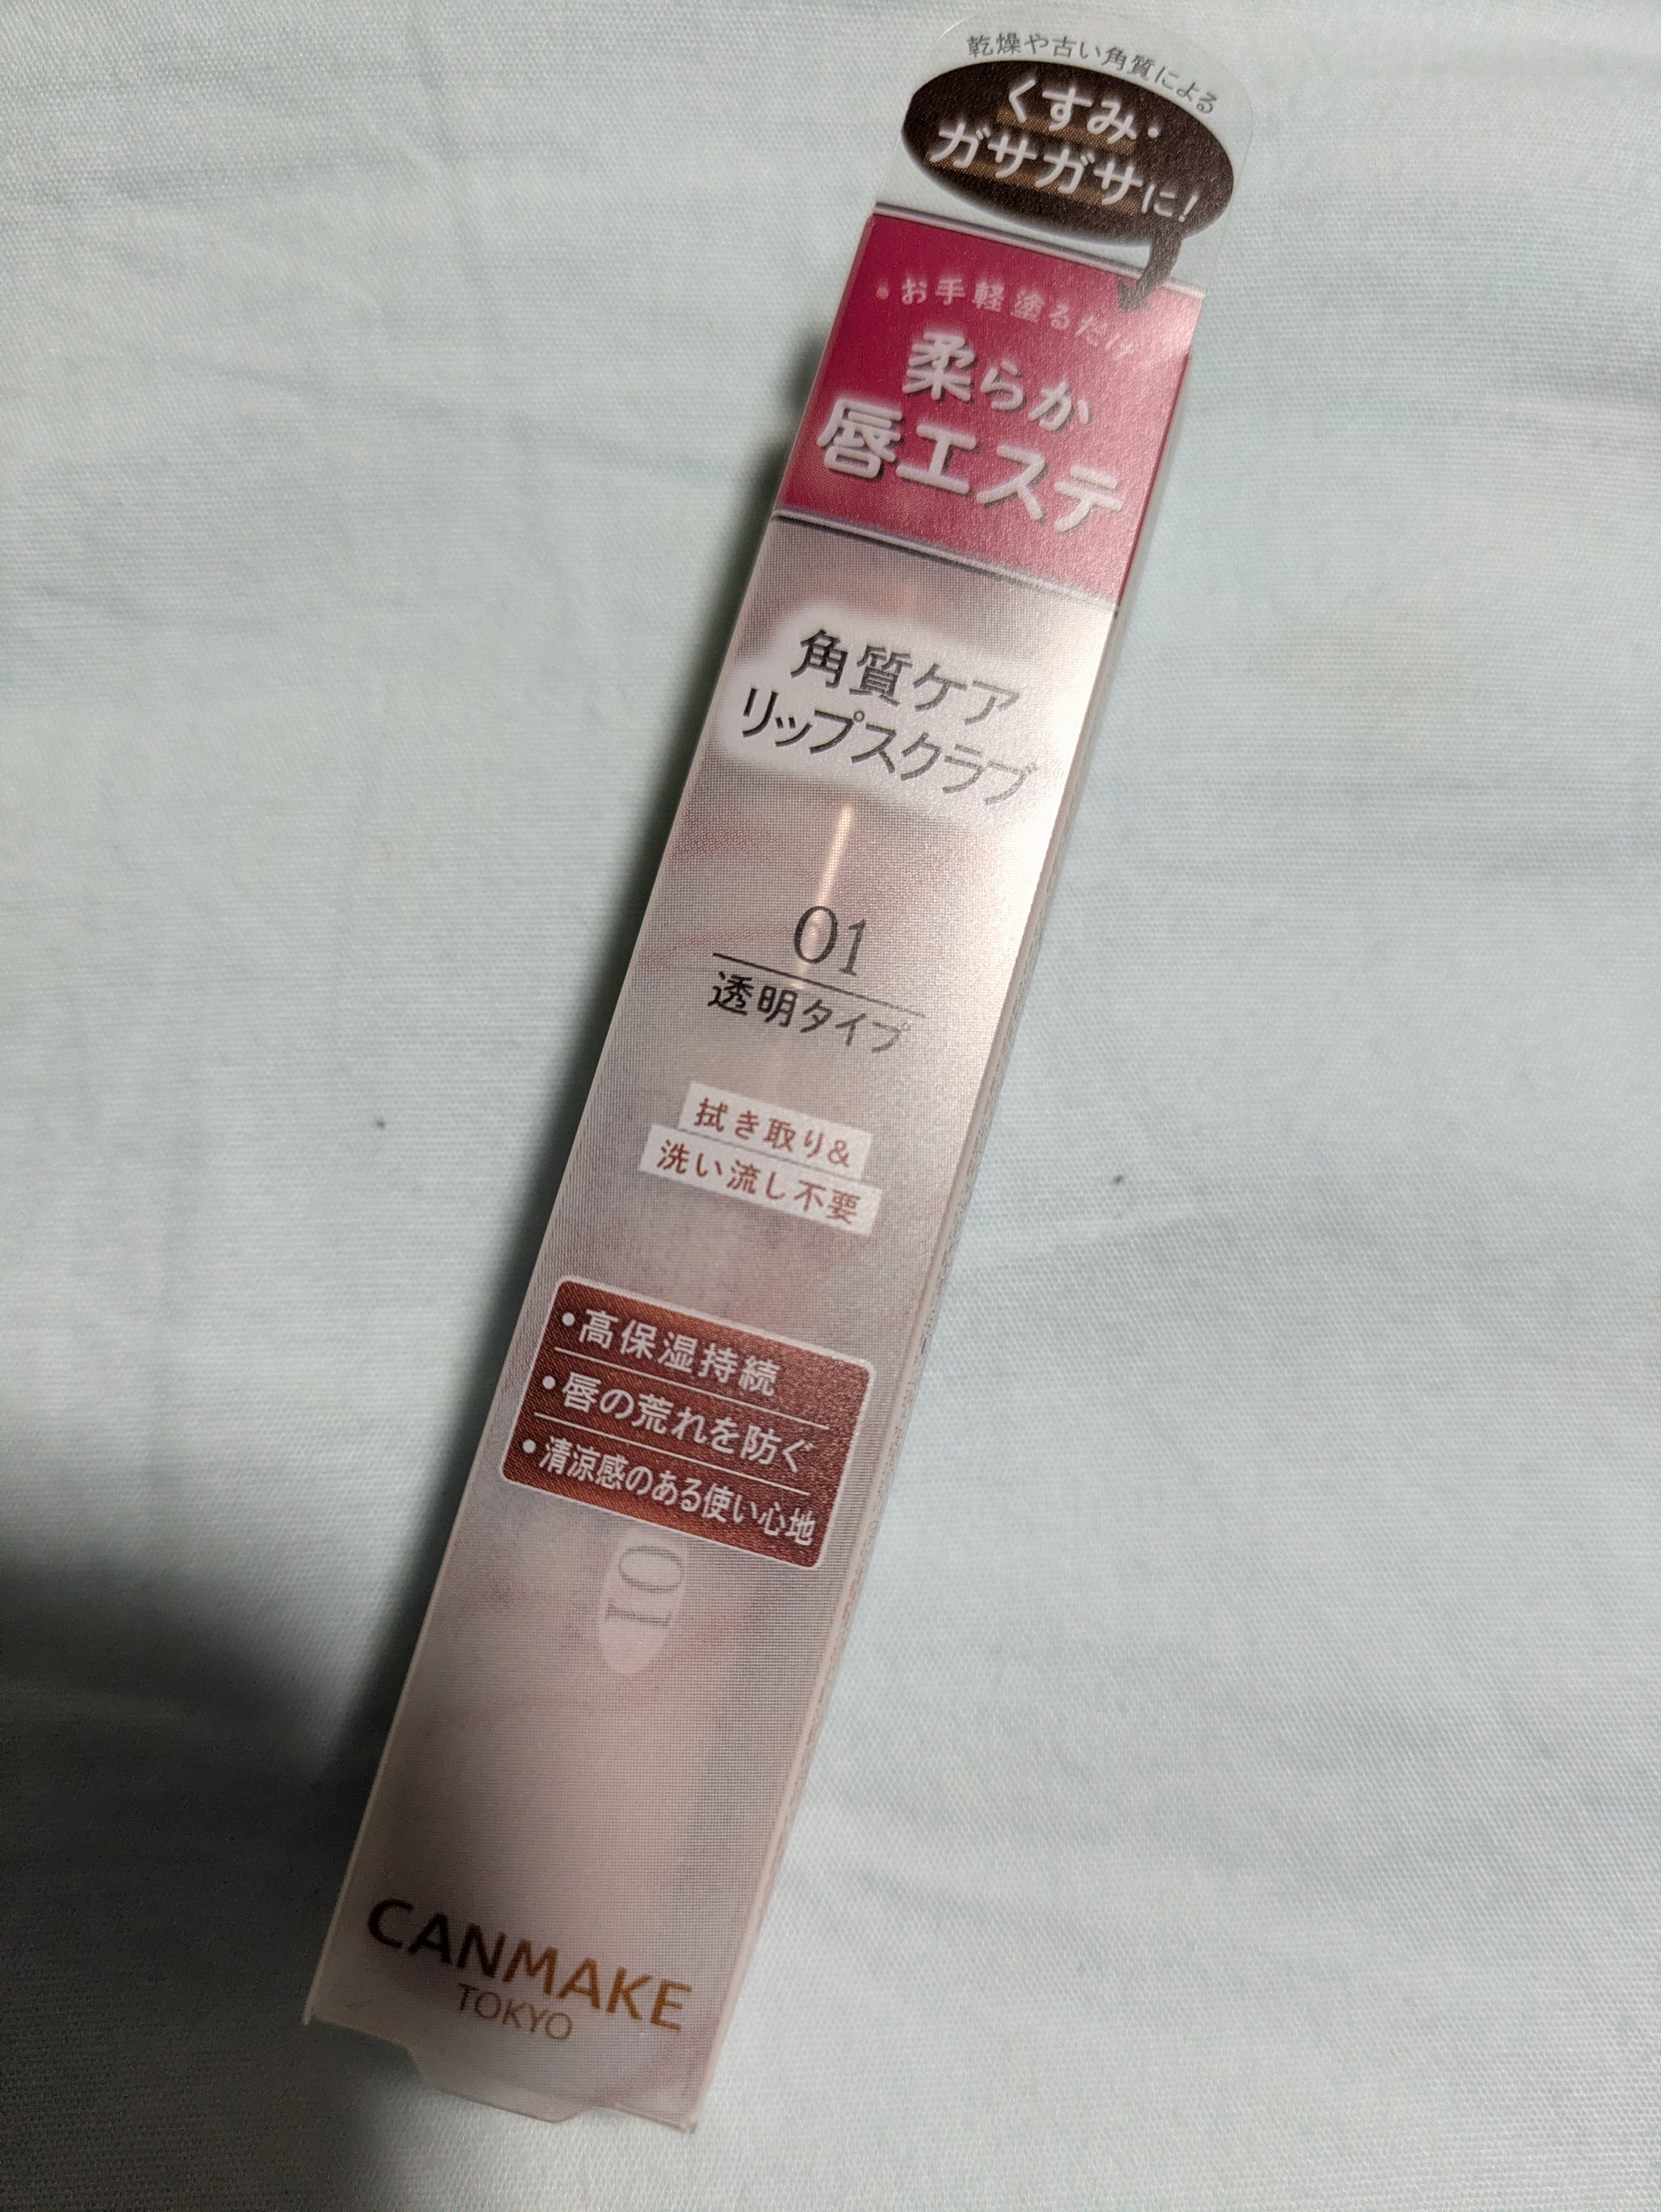 乾燥や古い角質による
くすみ・
ガサガサに!
お手軽塗るだけ
柔らか
唇エステ
角質ケア
リップスクラブ
01
透明タイプ
拭き取り&
洗い流し不要
•高保湿持続
•唇の荒れを防ぐ
•清涼感のある使い心地
01
CANMAKE
TOKYO